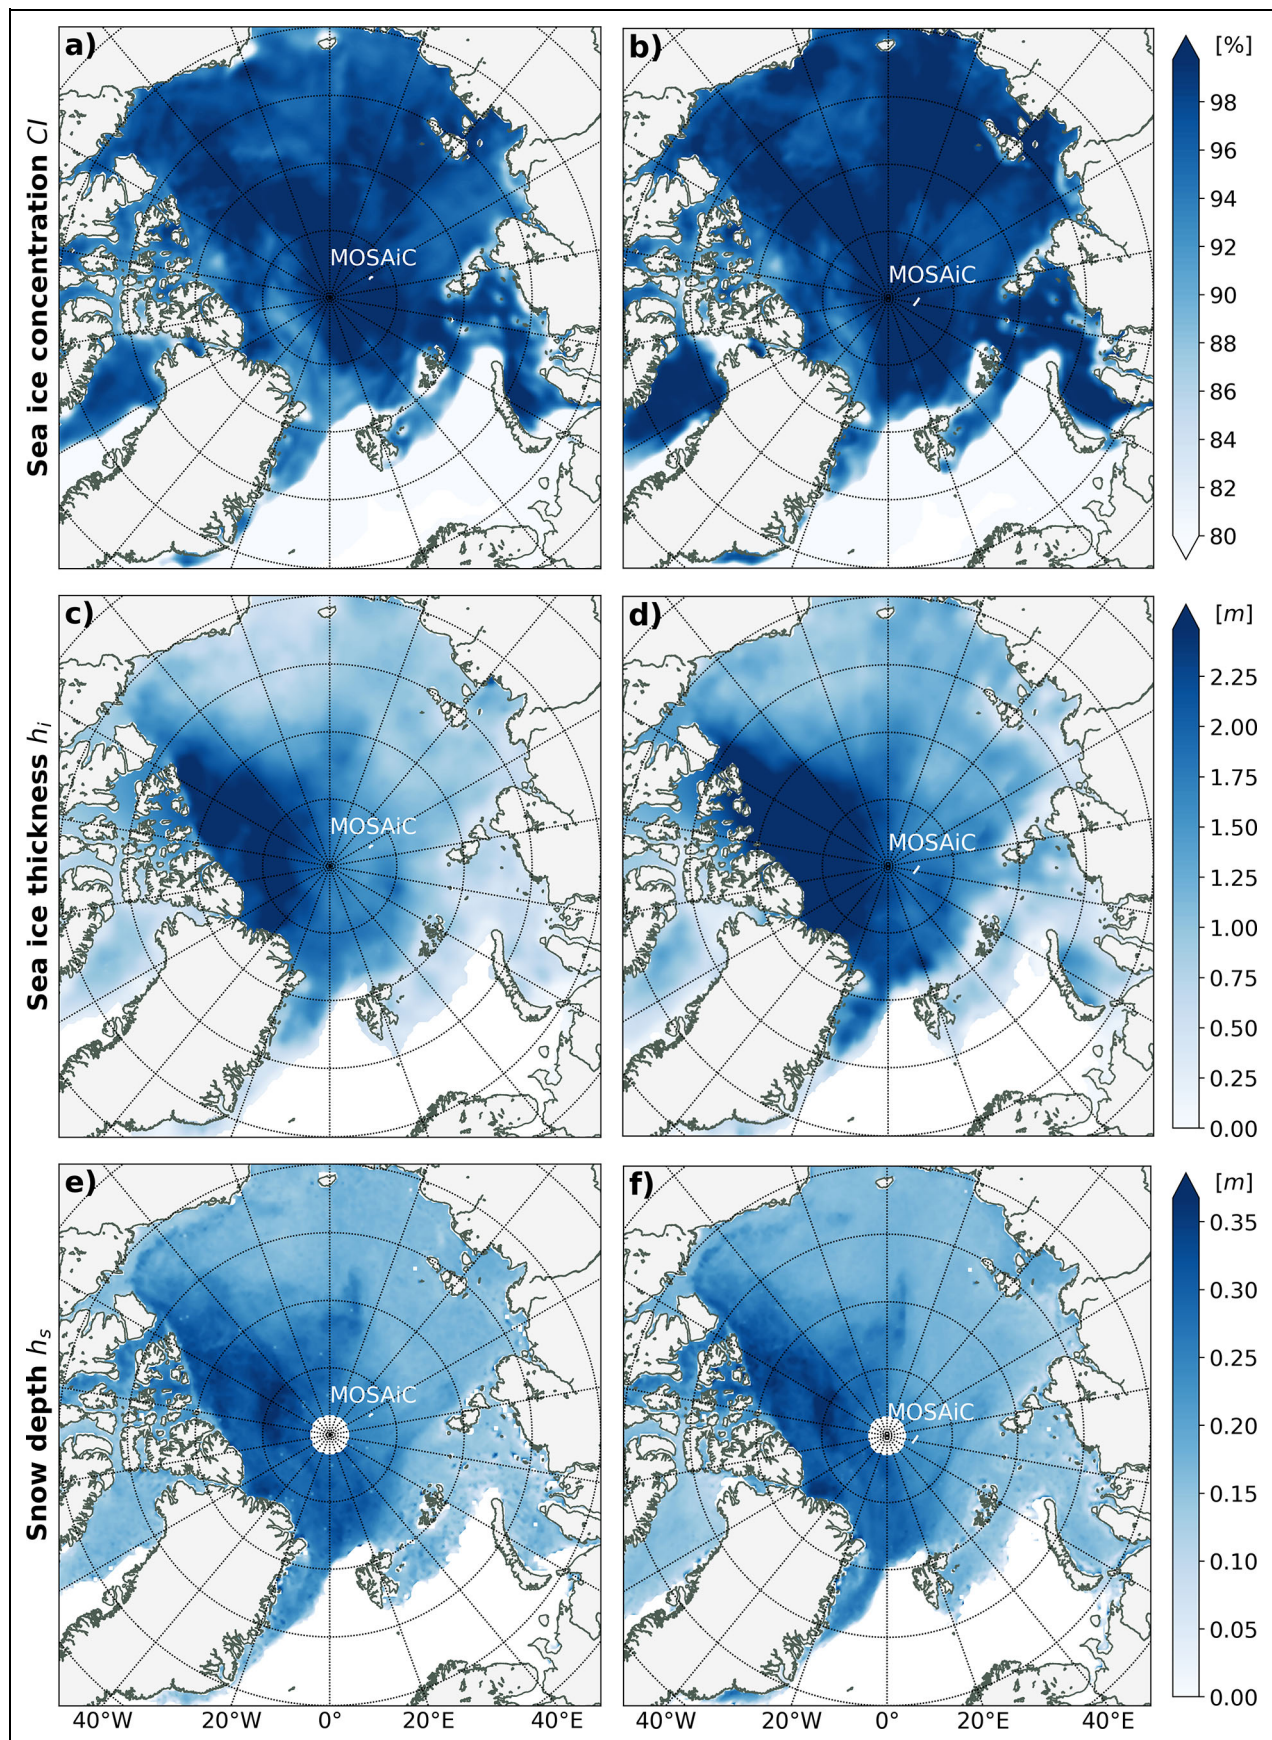 a)
b)
[%]
Sea ice concentration CI
MOSAiC
MOSAiC
98
96
94
92
90
88
86
84
82
80
c)
d)
[m]
Sea ice thickness hi
MOSAiC
MOSAiC
2.25
2.00
1.75
1.50
1.25
1.00
0.75
0.50
0.25
0.00
e)
f)
[m]
Snow depth hs
MOSAiC
MOSAiC
0.35
0.30
0.25
0.20
0.15
0.10
0.05
0.00
40°W 20°W 0° 20°E 40°E
40°W 20°W 0° 20°E 40°E